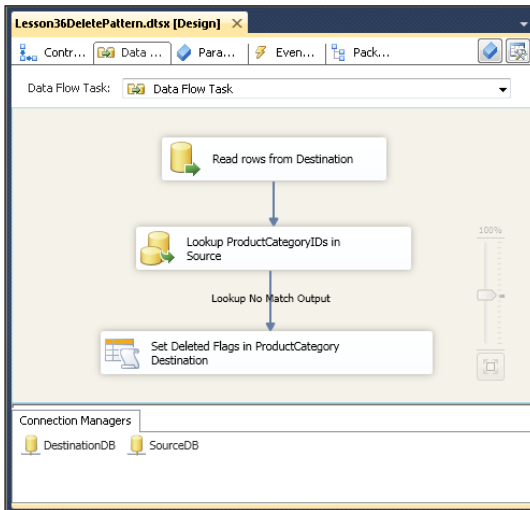 Lesson36DeletePattern.dtsx [Design]
Contr... Data ... Para... Even... Pack...
Data Flow Task: Data Flow Task
Read rows from Destination
100%
Lookup ProductCategoryIDs in
Source
Lookup No Match Output
Set Deleted Flags in ProductCategory
Destination
Connection Managers
DestinationDB SourceDB